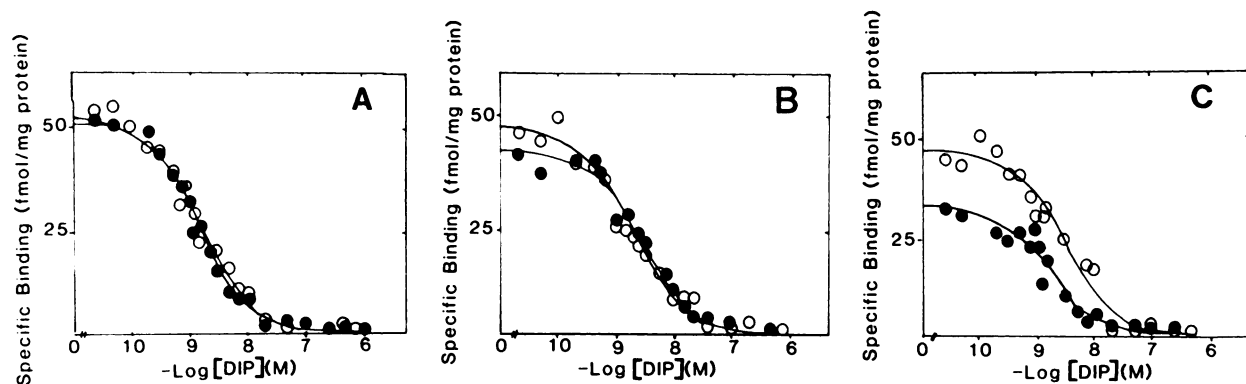 Specific Binding (fmol/mg protein)
50
25
A
0 10 9 8 7 6
-Log [DIP](M)
Specific Binding (fmol/mg protein)
50
25
B
0 10 9 8 7 6
-Log [DIP](M)
Specific Binding (fmol/mg protein)
50
25
C
0 10 9 8 7 6
-Log [DIP](M)